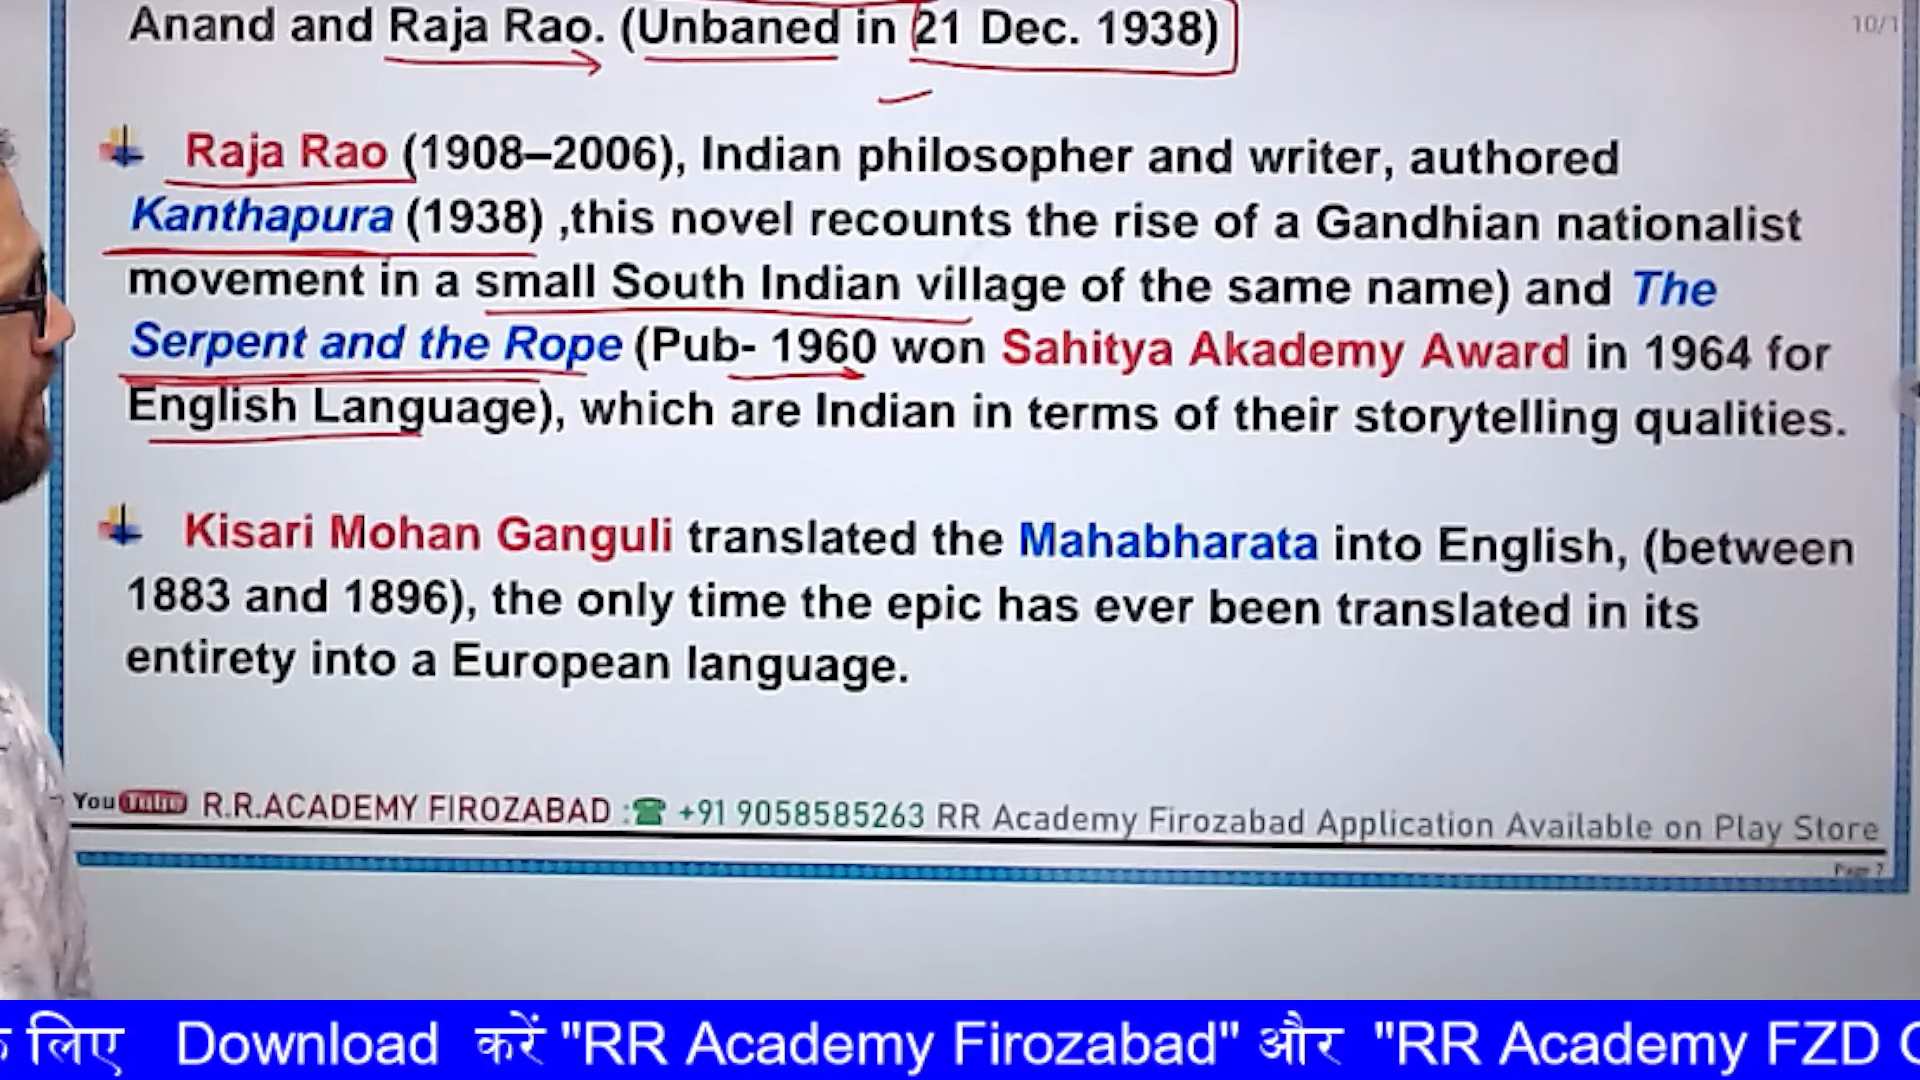 Anand and Raja Rao. (Unbaned in 21 Dec. 1938)
10/1
Raja Rao (1908–2006), Indian philosopher and writer, authored
Kanthapura (1938) ,this novel recounts the rise of a Gandhian nationalist
movement in a small South Indian village of the same name) and The
Serpent and the Rope (Pub- 1960 won Sahitya Akademy Award in 1964 for
English Language), which are Indian in terms of their storytelling qualities.
Kisari Mohan Ganguli translated the Mahabharata into English, (between
1883 and 1896), the only time the epic has ever been translated in its
entirety into a European language.
YouTube R.R.ACADEMY FIROZABAD :☎ +91 9058585263 RR Academy Firozabad Application Available on Play Store
Page 7
लिए Download करें "RR Academy Firozabad" और "RR Academy FZD